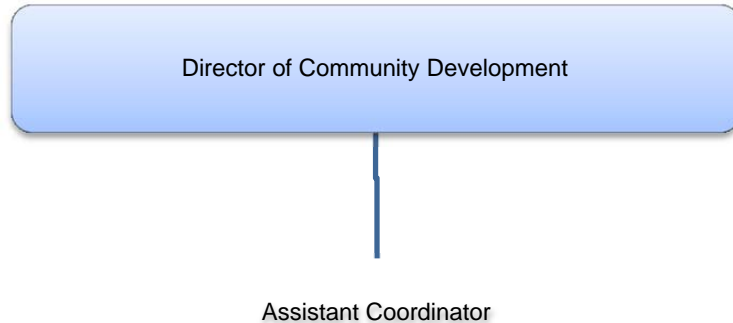 Director of Community Development
Assistant Coordinator